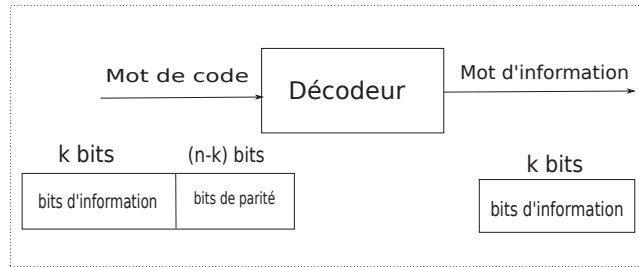 Mot de code
Décodeur
Mot d'information
k bits
(n-k) bits
bits d'information
bits de parité
k bits
bits d'information